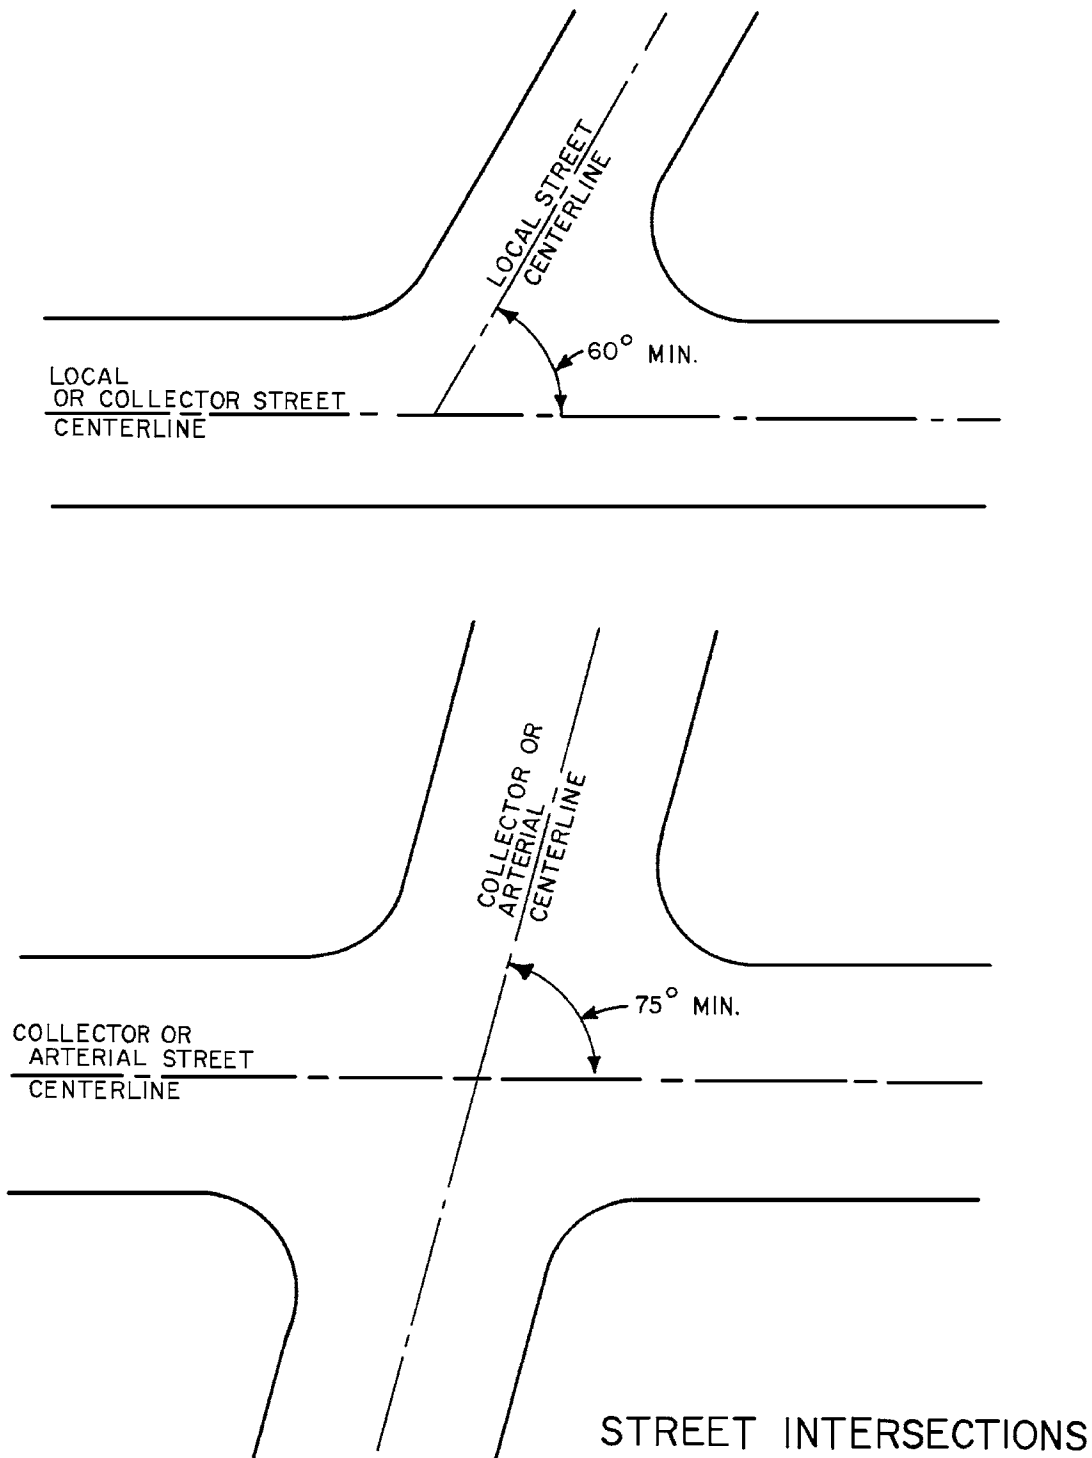 LOCAL STREET
CENTERLINE
60° MIN.
LOCAL
OR COLLECTOR STREET
CENTERLINE
COLLECTOR OR
ARTERIAL
CENTERLINE
75° MIN.
COLLECTOR OR
ARTERIAL STREET
CENTERLINE
STREET INTERSECTIONS